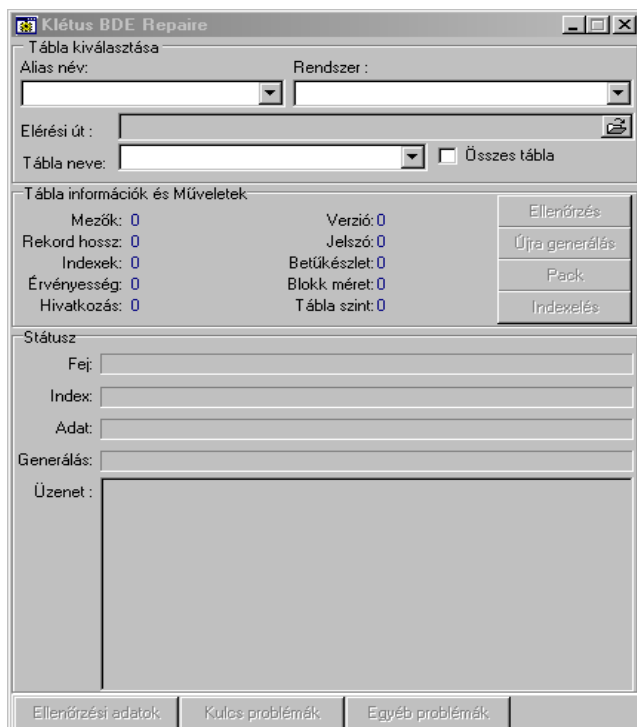 Klétus BDE Repaire
Tábla kiválasztása
Alias név:
Rendszer :
Elérési út :
Tábla neve:
Összes tábla
Tábla információk és Műveletek
Mezők: 0
Verzió: 0
Ellenőrzés
Rekord hossz: 0
Jelszó: 0
Újra generálás
Indexek: 0
Betűkészlet: 0
Pack
Érvényesség: 0
Blokk méret: 0
Hivatkozás: 0
Tábla szint: 0
Indexelés
Státusz
Fej:
Index:
Adat:
Generálás:
Üzenet :
Ellenőrzési adatok
Kulcs problémák
Egyéb problémák